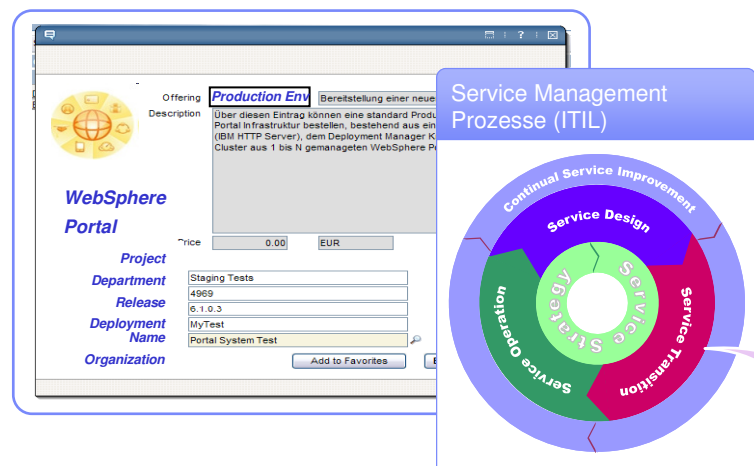 Offering Production Env Bereitstellung einer neue
Description Über diesen Eintrag können eine standard Produ
Portal Infrastruktur bestellen, bestehend aus ein
(IBM HTTP Server), dem Deployment Manager K
Cluster aus 1 bis N gemanageten WebSphere P
WebSphere
Portal
Price 0.00 EUR
Project
Department Staging Tests
4969
Release 6.1.0.3
Deployment MyTest
Name Portal System Test
Organization Add to Favorites
Service Management
Prozesse (ITIL)
Continual Service Improvement
Service Design
Service Strategy
Service Operation
Service Transition